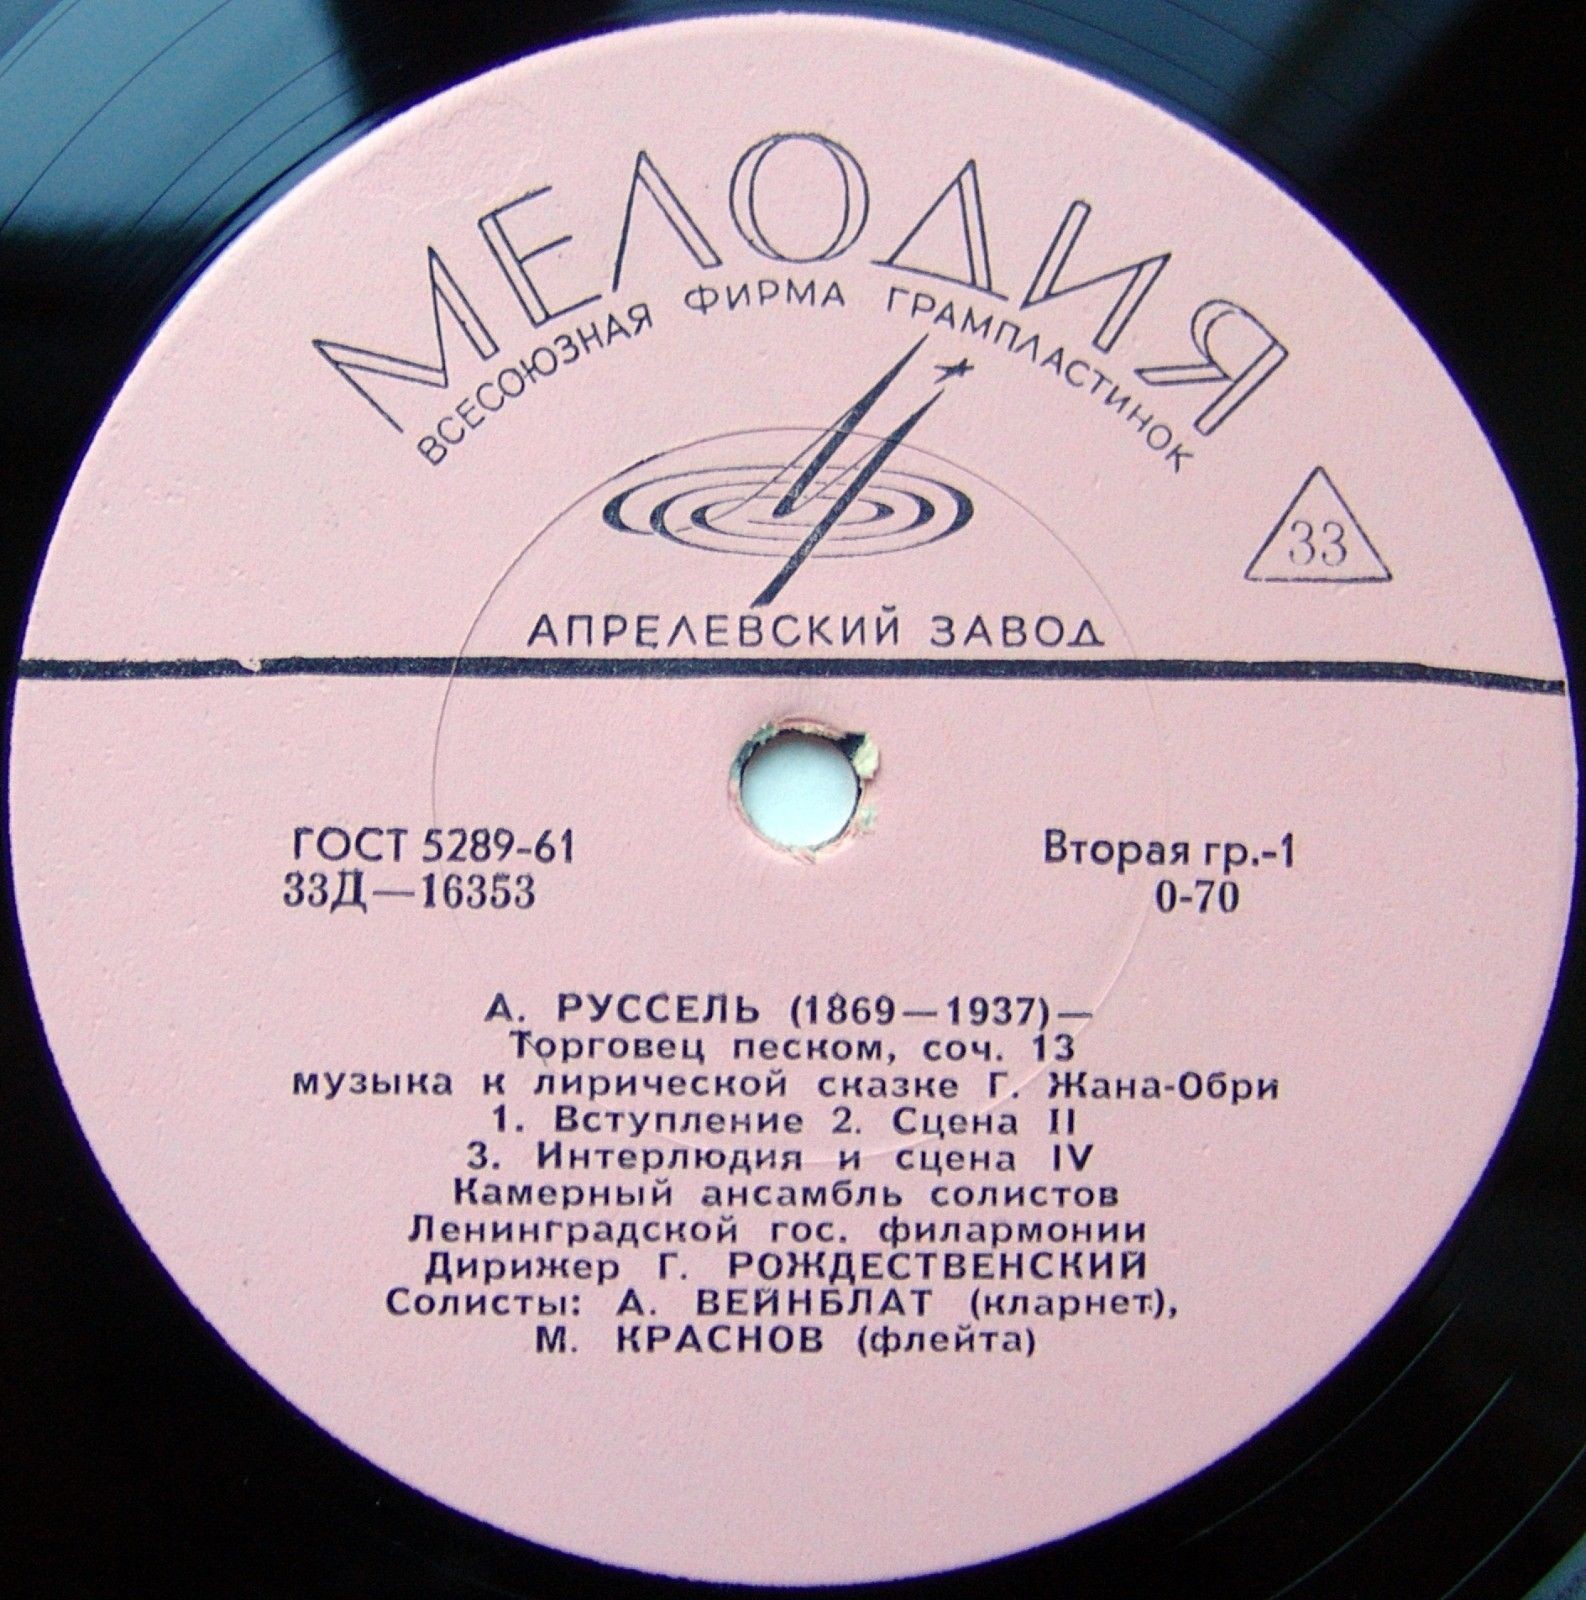 МЕЛОДИЯ
ВСЕСОЮЗНАЯ ФИРМА ГРАМПЛАСТИНОК
33
АПРЕЛЕВСКИЙ ЗАВОД
ГОСТ 5289-61
33Д—16353
Вторая гр.-1
0-70
А. РУССЕЛЬ (1869—1937)—
Торговец песком, соч. 13
музыка к лирической сказке Г. Жана-Обри
1. Вступление 2. Сцена II
3. Интерлюдия и сцена IV
Камерный ансамбль солистов
Ленинградской гос. филармонии
Дирижер Г. РОЖДЕСТВЕНСКИЙ
Солисты: А. ВЕЙНБЛАТ (кларнет),
М. КРАСНОВ (флейта)